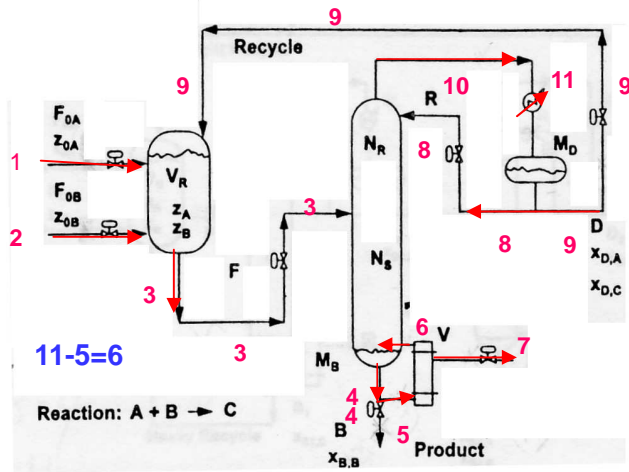 9
Recycle
9
9
10
11
F0A
z0A
R
NR
MD
8
1
VR
F0B
z0B
zA
zB
2
3
D
8
9
xD,A
xD,C
F
NS
3
3
6
V
7
11-5=6
MB
4
4
Reaction: A + B → C
B
5
Product
xB,B